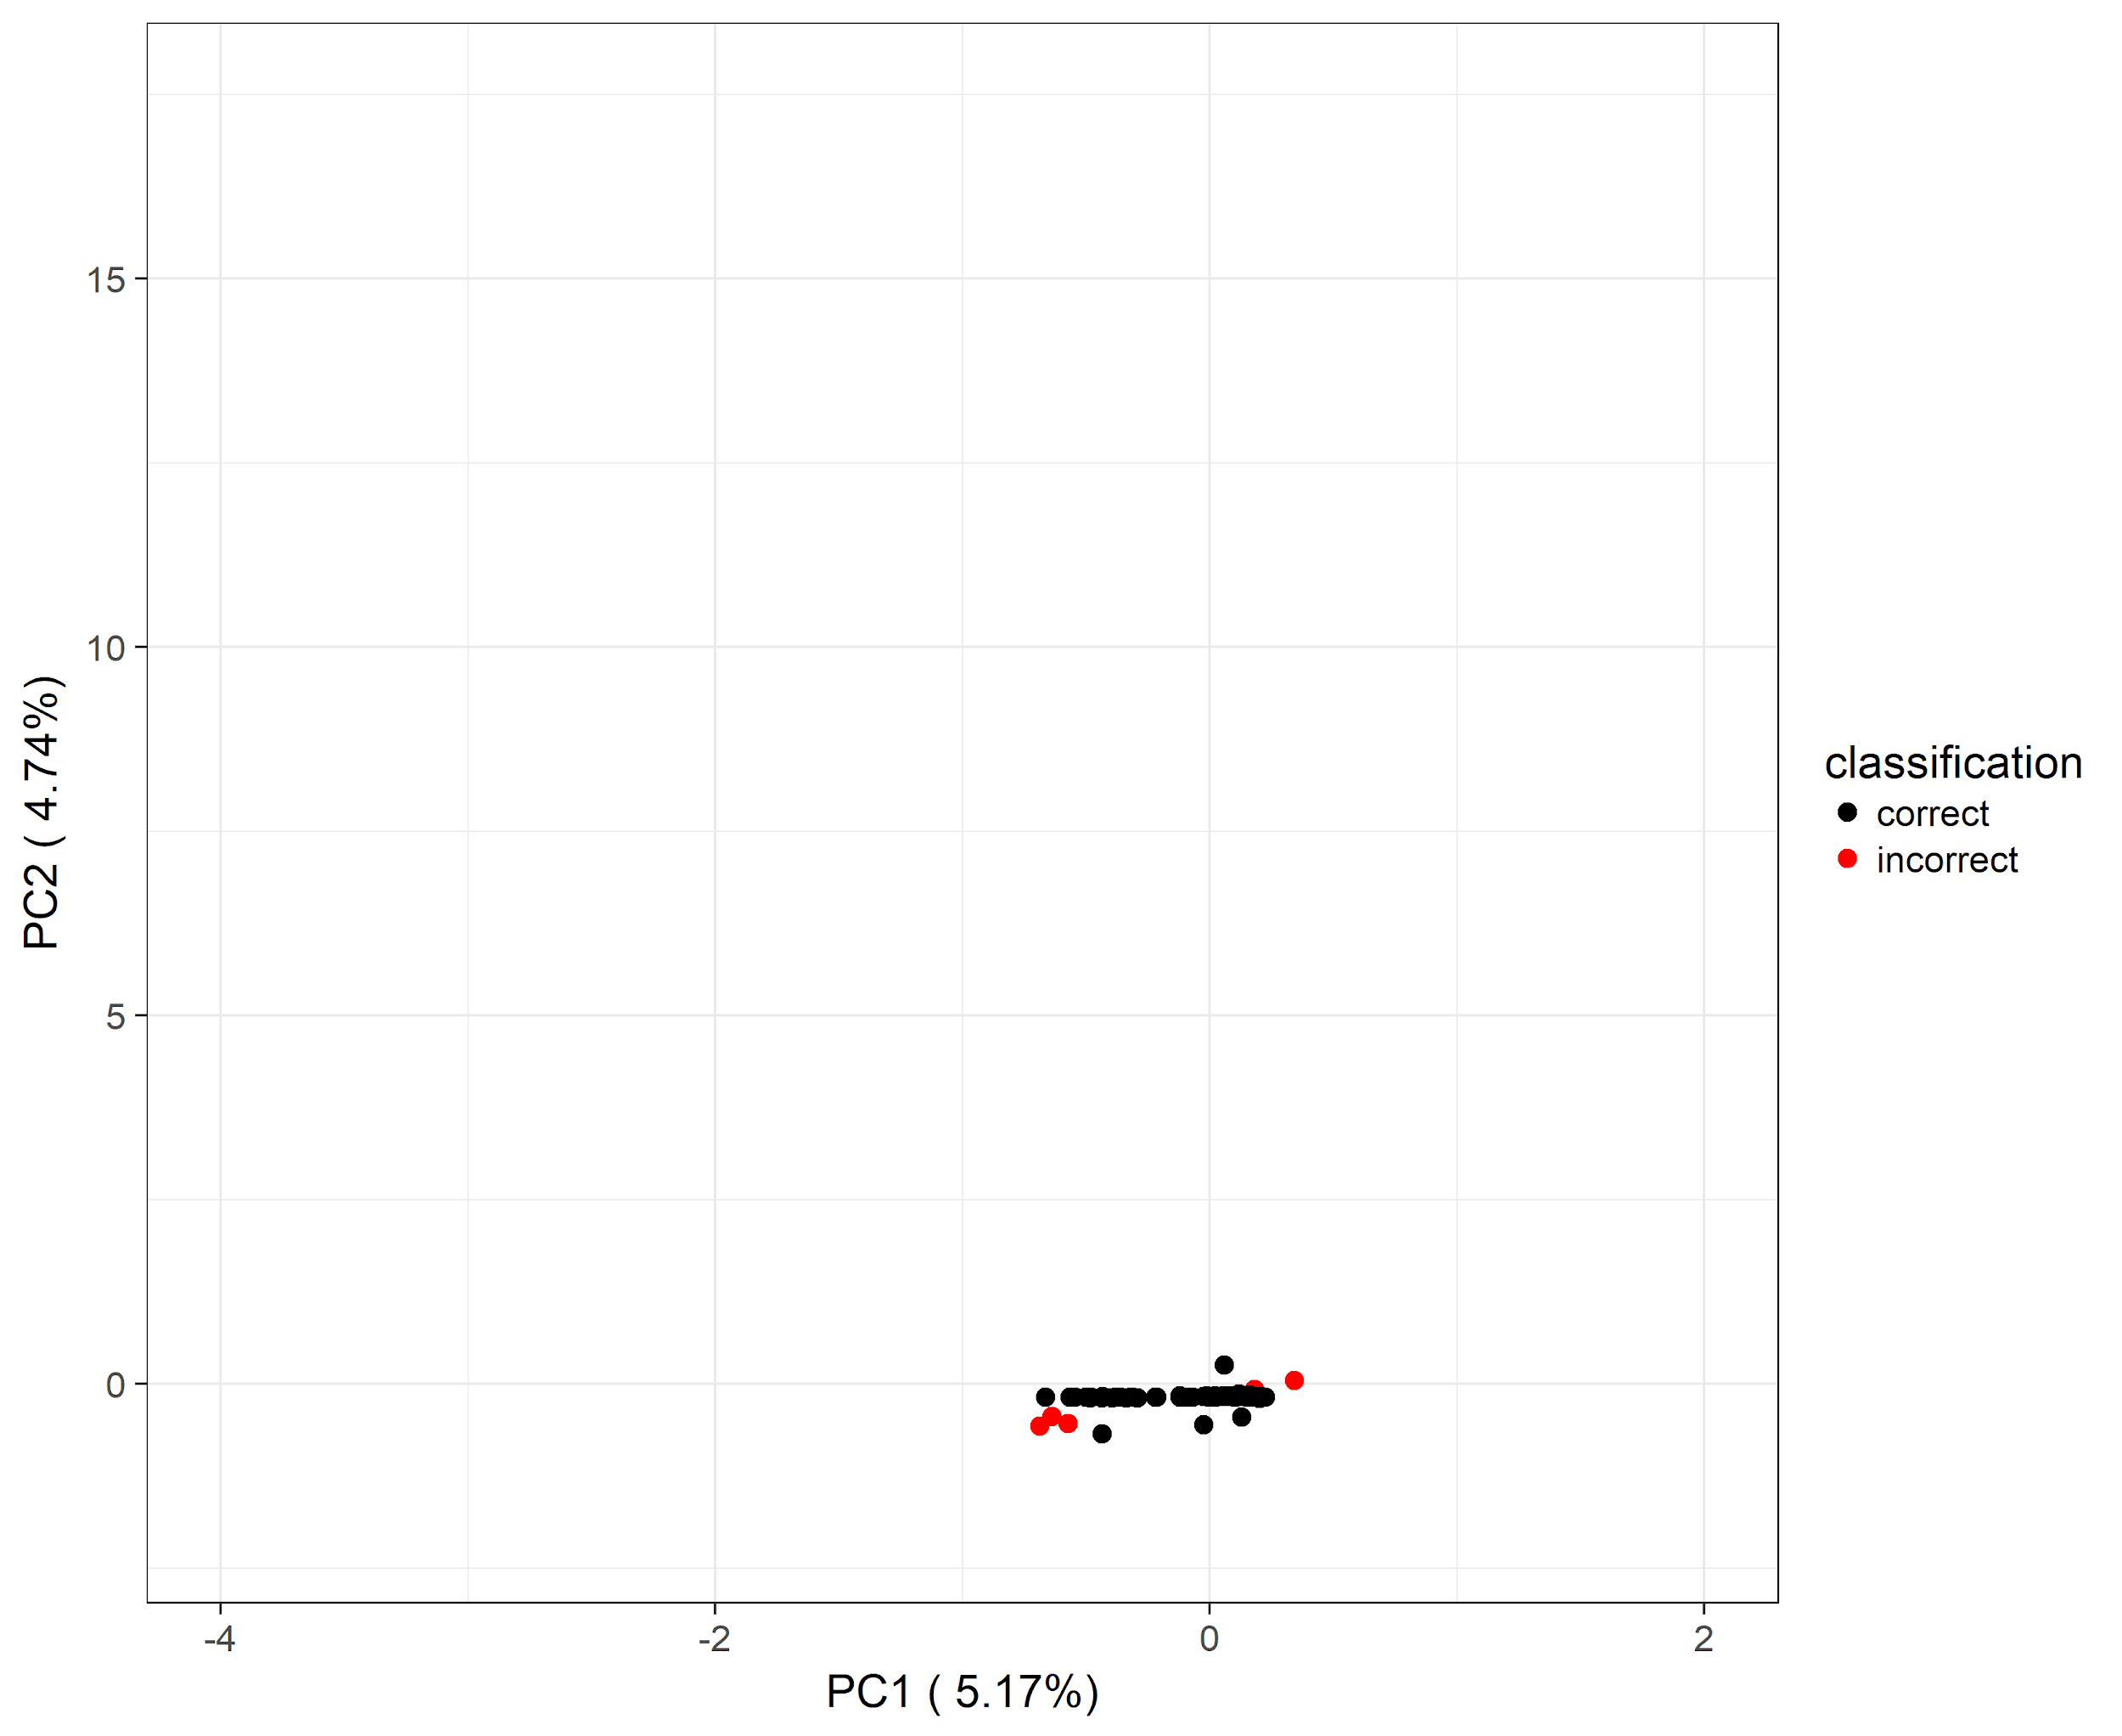 15
10
5
0
PC2 ( 4.74%)
-4
-2
0
2
PC1 ( 5.17%)
classification
correct
incorrect